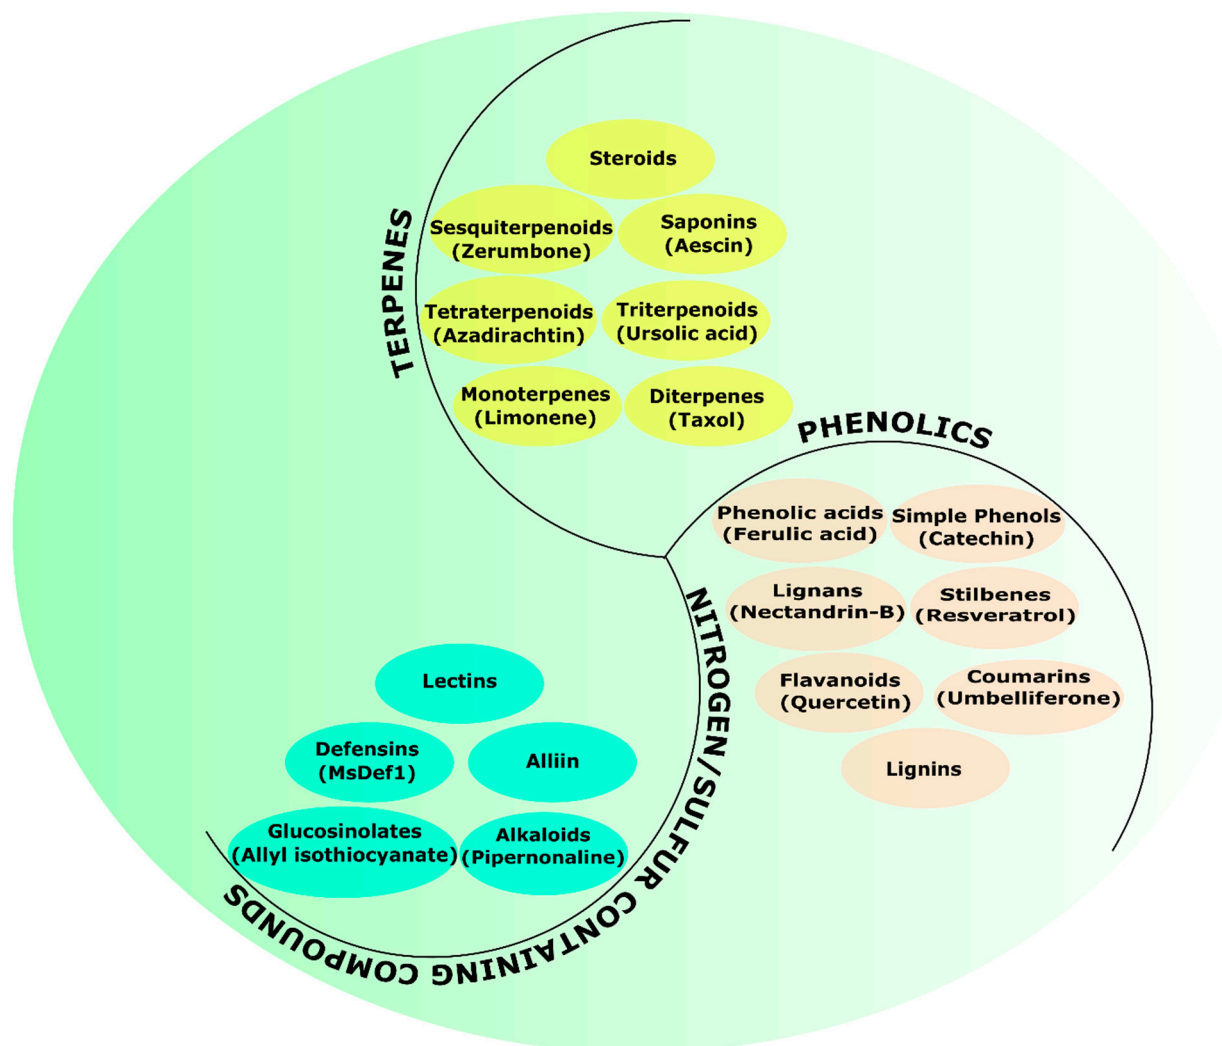 TERPENES
Steroids
Sesquiterpenoids
(Zerumbone)
Saponins
(Aescin)
Tetraterpenoids
(Azadirachtin)
Triterpenoids
(Ursolic acid)
Monoterpenes
(Limonene)
Diterpenes
(Taxol)
PHENOLICS
Phenolic acids
(Ferulic acid)
Simple Phenols
(Catechin)
Lignans
(Nectandrin-B)
Stilbenes
(Resveratrol)
Flavanoids
(Quercetin)
Coumarins
(Umbelliferone)
Lignins
NITROGEN/SULFUR CONTAINING COMPOUNDS
Lectins
Defensins
(MsDef1)
Alliin
Glucosinolates
(Allyl isothiocyanate)
Alkaloids
(Pipernonaline)